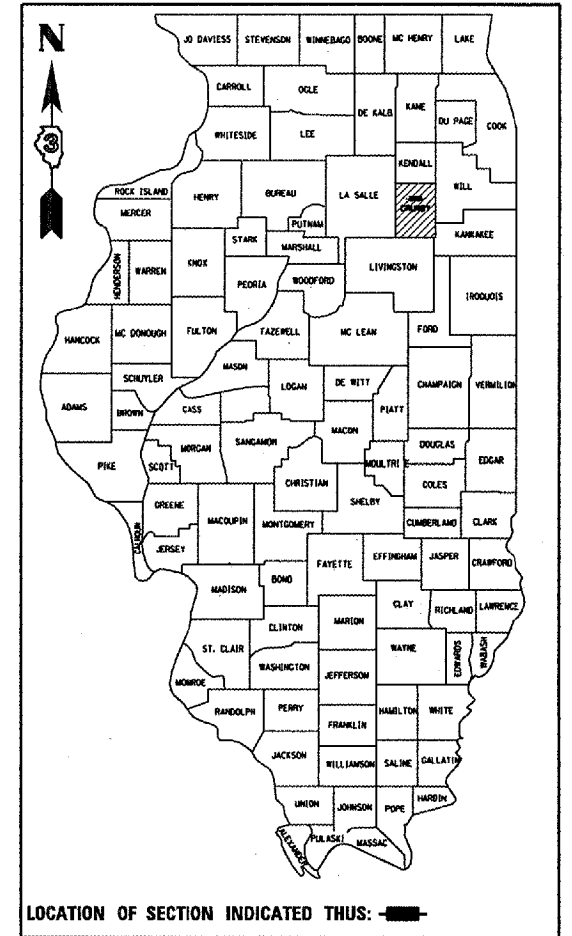 N
JO DAVIESS STEVENSON WINNEBAGO BOONE MC HENRY LAKE
CARROLL OGLE DE KALB KANE DU PAGE COOK
WHITESIDE LEE
KENDALL WILL
ROCK ISLAND HENRY BUREAU LA SALLE GRUNDY
MERCER PUTNAM KANKAKEE
STARK MARSHALL
HENDERSON WARREN KNOX PEORIA WOODFORD LIVINGSTON IROQUOIS
HANCOCK MC DONOUGH FULTON TAZEWELL MC LEAN FORD
MASON
SCHUYLER LOGAN DE WITT CHAMPAIGN VERMILION
ADAMS BROWN CASS PIATT
MACON
PIKE SCOTT MORGAN SANGAMON DOUGLAS EDGAR
MOULTRIE
CHRISTIAN COLES
SHELBY
CALHOUN GREENE MACOUPIN MONTGOMERY CUMBERLAND CLARK
JERSEY FAYETTE EFFINGHAM JASPER CRAWFORD
MADISON BOND
CLAY RICHLAND LAWRENCE
CLINTON MARION
ST. CLAIR WAYNE EDWARDS WABASH
WASHINGTON JEFFERSON
MONROE
RANDOLPH PERRY HAMILTON WHITE
FRANKLIN
JACKSON WILLIAMSON SALINE GALLATIN
UNION JOHNSON POPE HARDIN
ALEXANDER PULASKI MASSAC
LOCATION OF SECTION INDICATED THUS: